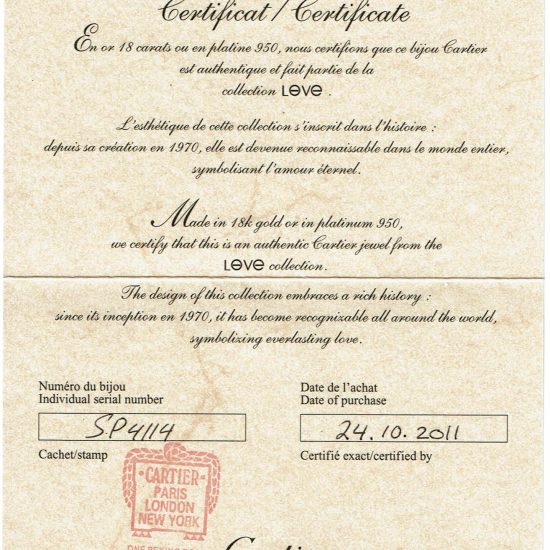 Certificat / Certificate
En or 18 carats ou en platine 950, nous certifions que ce bijou Cartier
est authentique et fait partie de la
collection LOVE .
L'esthétique de cette collection s'inscrit dans l'histoire :
depuis sa création en 1970, elle est devenue reconnaissable dans le monde entier,
symbolisant l'amour éternel.
Made in 18k gold or in platinum 950,
we certify that this is an authentic Cartier jewel from the
LOVE collection.
The design of this collection embraces a rich history :
since its inception in 1970, it has become recognizable all around the world,
symbolizing everlasting love.
Numéro du bijou
Individual serial number
SP4114
Cachet/stamp
Date de l'achat
Date of purchase
24.10.2011
Certifié exact/certified by
CARTIER
PARIS
LONDON
NEW YORK